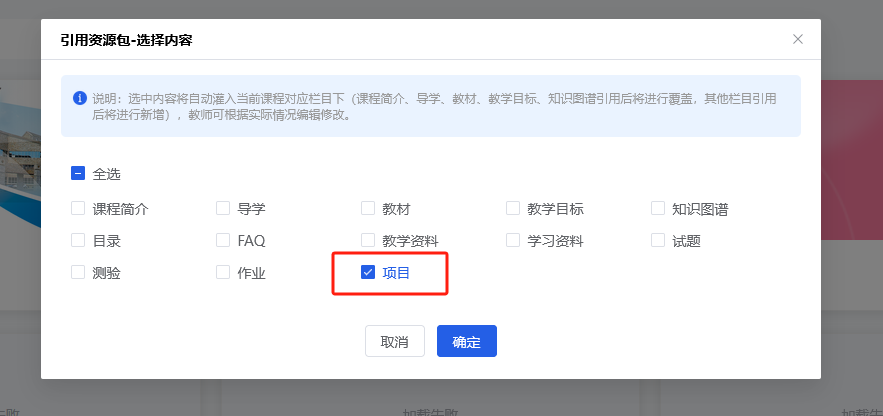 引用资源包-选择内容
说明：选中内容将自动灌入当前课程对应栏目下（课程简介、导学、教材、教学目标、知识图谱引用后将进行覆盖，其他栏目引用
后将进行新增），教师可根据实际情况编辑修改。
全选
课程简介 导学 教材 教学目标 知识图谱
目录 FAQ 教学资料 学习资料 试题
测验 作业 项目
取消 确定